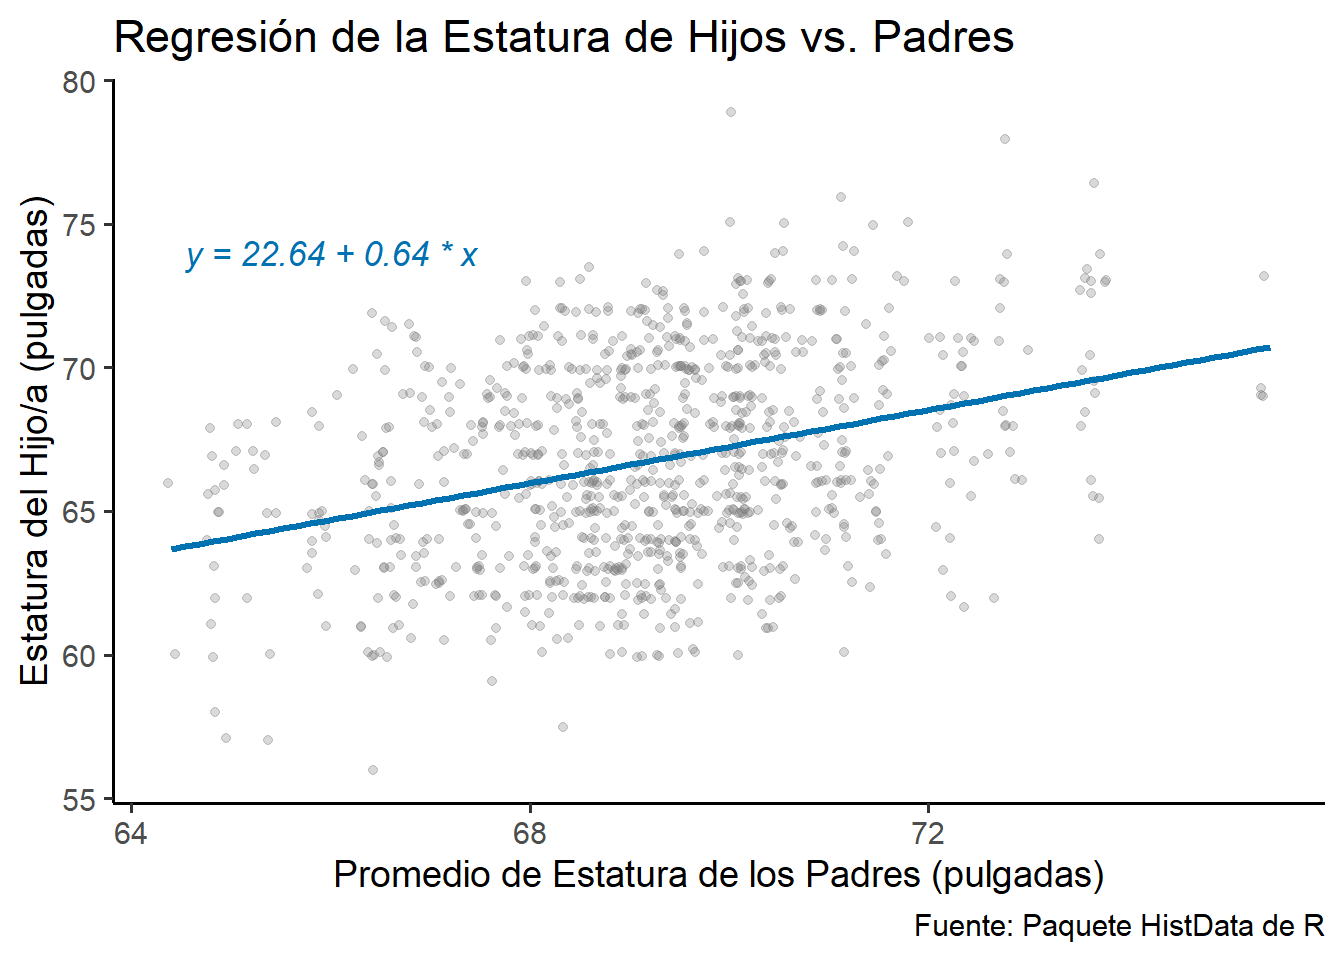 Regresión de la Estatura de Hijos vs. Padres
80
75
70
65
60
55
Estatura del Hijo/a (pulgadas)
y = 22.64 + 0.64 * x
64
68
72
Promedio de Estatura de los Padres (pulgadas)
Fuente: Paquete HistData de R